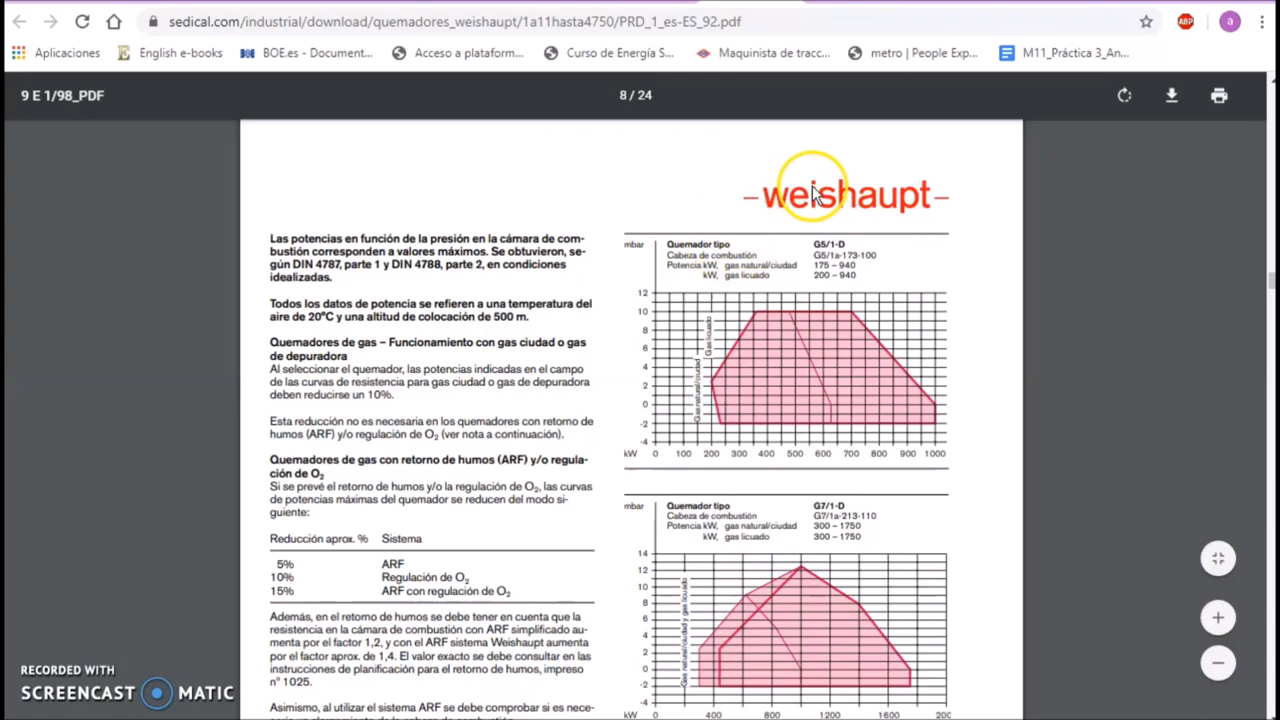 sedical.com/industrial/download/quemadores_weishaupt/1a11hasta4750/PRD_1_es-ES_92.pdf
ABP
a
Aplicaciones
English e-books
BOE.es - Document...
Acceso a plataform...
Curso de Energía S...
Maquinista de tracc...
metro | People Exp...
M11_Práctica 3_An...
9 E 1/98_PDF
8 / 24
– weishaupt –
Las potencias en función de la presión en la cámara de com-
bustión corresponden a valores máximos. Se obtuvieron, se-
gún DIN 4787, parte 1 y DIN 4788, parte 2, en condiciones
idealizadas.
Todos los datos de potencia se refieren a una temperatura del
aire de 20°C y una altitud de colocación de 500 m.
Quemadores de gas – Funcionamiento con gas ciudad o gas
de depuradora
Al seleccionar el quemador, las potencias indicadas en el campo
de las curvas de resistencia para gas ciudad o gas de depuradora
deben reducirse un 10%.
Esta reducción no es necesaria en los quemadores con retorno de
humos (ARF) y/o regulación de O₂ (ver nota a continuación).
Quemadores de gas con retorno de humos (ARF) y/o regula-
ción de O₂
Si se prevé el retorno de humos y/o la regulación de O₂, las curvas
de potencias máximas del quemador se reducen del modo si-
guiente:
Reducción aprox. % Sistema
5% ARF
10% Regulación de O₂
15% ARF con regulación de O₂
Además, en el retorno de humos se debe tener en cuenta que la
resistencia en la cámara de combustión con ARF simplificado au-
menta por el factor 1,2, y con el ARF sistema Weishaupt aumenta
por el factor aprox. de 1,4. El valor exacto se debe consultar en las
instrucciones de planificación para el retorno de humos, impreso
n° 1025.
Asimismo, al utilizar el sistema ARF se debe comprobar si es nece-
mbar
Quemador tipo G5/1-D
Cabeza de combustión G5/1a-173-100
Potencia kW, gas natural/ciudad 175 – 940
kW, gas licuado 200 – 940
12
10
8
6
4
2
0
-2
-4
Gas natural/ciudad
Gas licuado
kW 0 100 200 300 400 500 600 700 800 900 1000
mbar
Quemador tipo G7/1-D
Cabeza de combustión G7/1a-213-110
Potencia kW, gas natural/ciudad 300 – 1750
kW, gas licuado 300 – 1750
14
12
10
8
6
4
2
0
-2
-4
Gas natural/ciudad y gas licuado
kW 0 400 800 1200 1600
RECORDED WITH
SCREENCAST MATIC